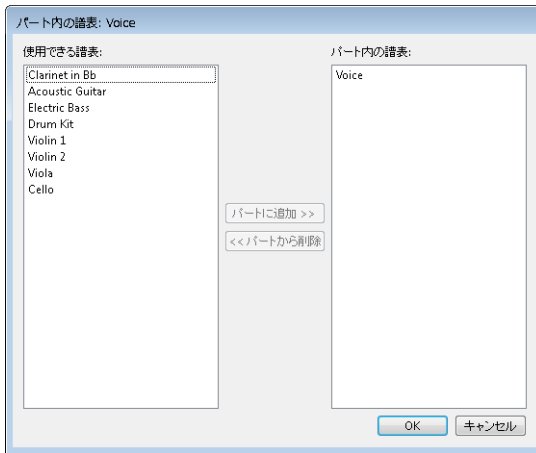 パート内の譜表: Voice
使用できる譜表:
Clarinet in Bb
Acoustic Guitar
Electric Bass
Drum Kit
Violin 1
Violin 2
Viola
Cello
パートに追加 >>
<< パートから削除
パート内の譜表:
Voice
OK
キャンセル